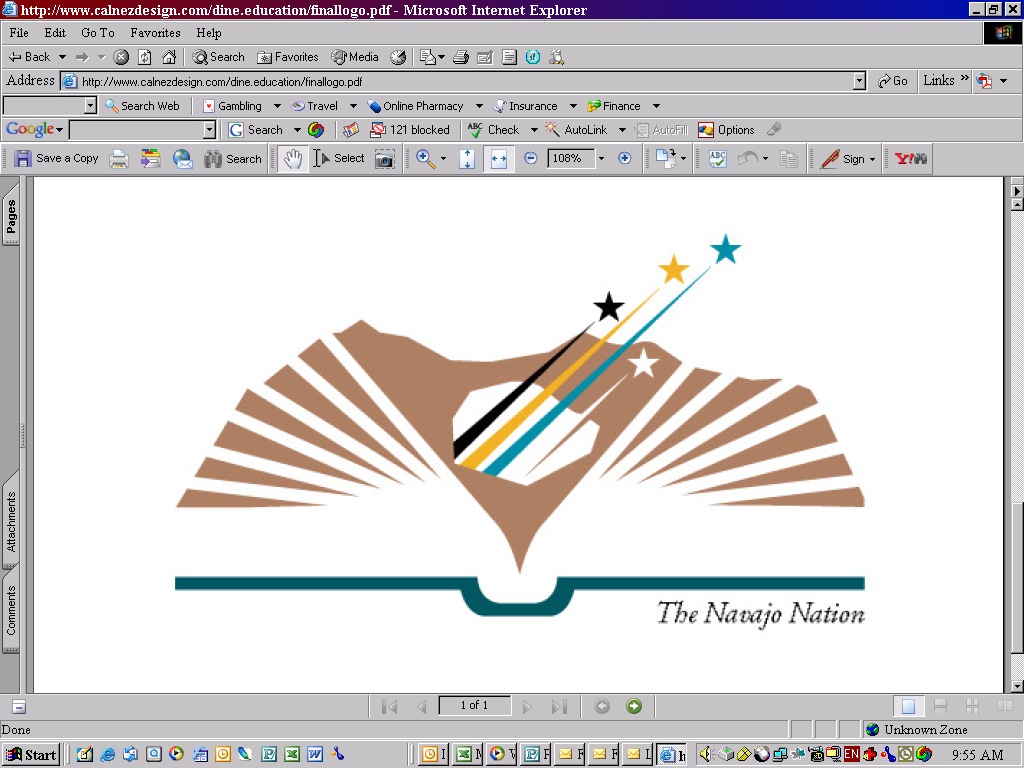 http://www.calnezdesign.com/dine.education/finallogo.pdf - Microsoft Internet Explorer
File Edit Go To Favorites Help
Back Search Favorites Media
Address http://www.calnezdesign.com/dine.education/finallogo.pdf Go Links »
Search Web Gambling Travel Online Pharmacy Insurance Finance
Google Search 121 blocked ABC Check AutoLink AutoFill Options
Save a Copy Search Select 108% ABC Sign Y!
Pages
Attachments
Comments
The Navajo Nation
1 of 1
Done Unknown Zone
Start EN 9:55 AM